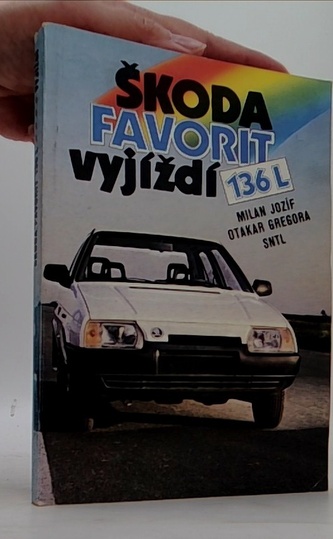 ŠKODA
FAVORIT
vyjíždí
136 L
MILAN JOZÍF
OTAKAR GREGORA
SNTL